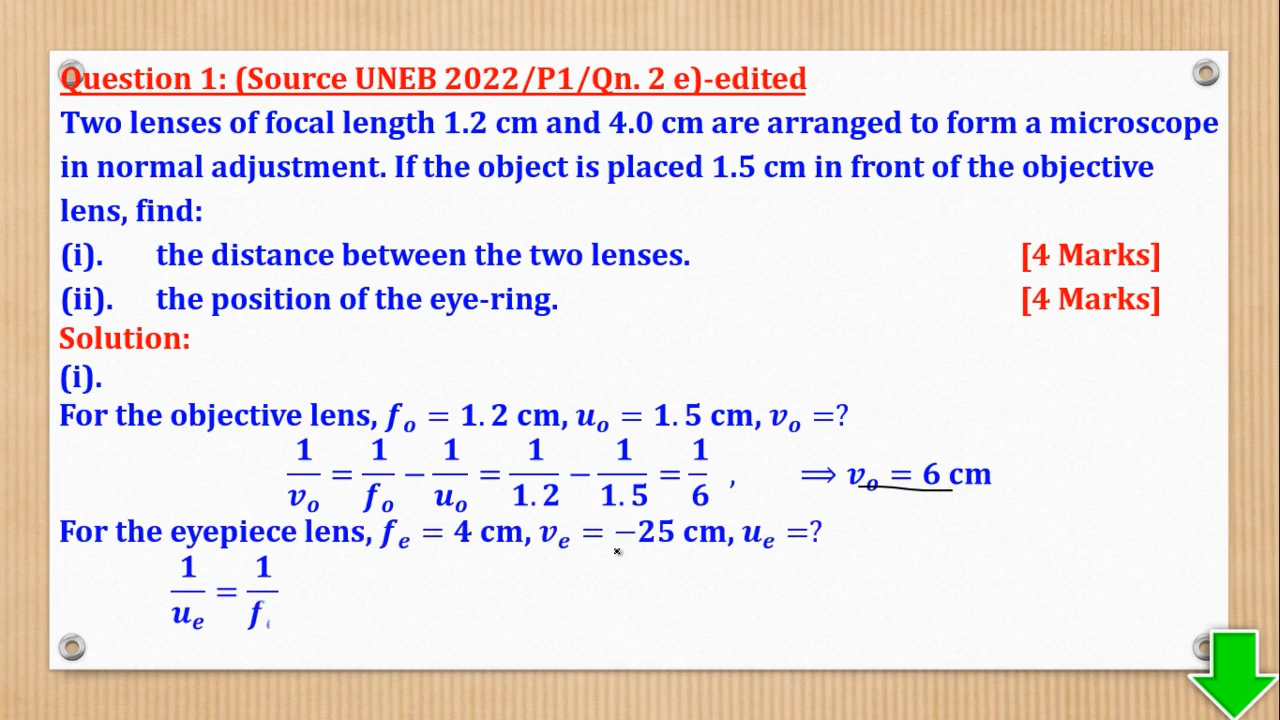 Question 1: (Source UNEB 2022/P1/Qn. 2 e)-edited
Two lenses of focal length 1.2 cm and 4.0 cm are arranged to form a microscope
in normal adjustment. If the object is placed 1.5 cm in front of the objective
lens, find:
(i). the distance between the two lenses. [4 Marks]
(ii). the position of the eye-ring. [4 Marks]
Solution:
(i).
For the objective lens, fₒ = 1.2 cm, uₒ = 1.5 cm, vₒ =?
1/vₒ = 1/fₒ − 1/uₒ = 1/1.2 − 1/1.5 = 1/6 , ⟹ vₒ = 6 cm
For the eyepiece lens, fₑ = 4 cm, vₑ = −25 cm, uₑ =?
1/uₑ = 1/f